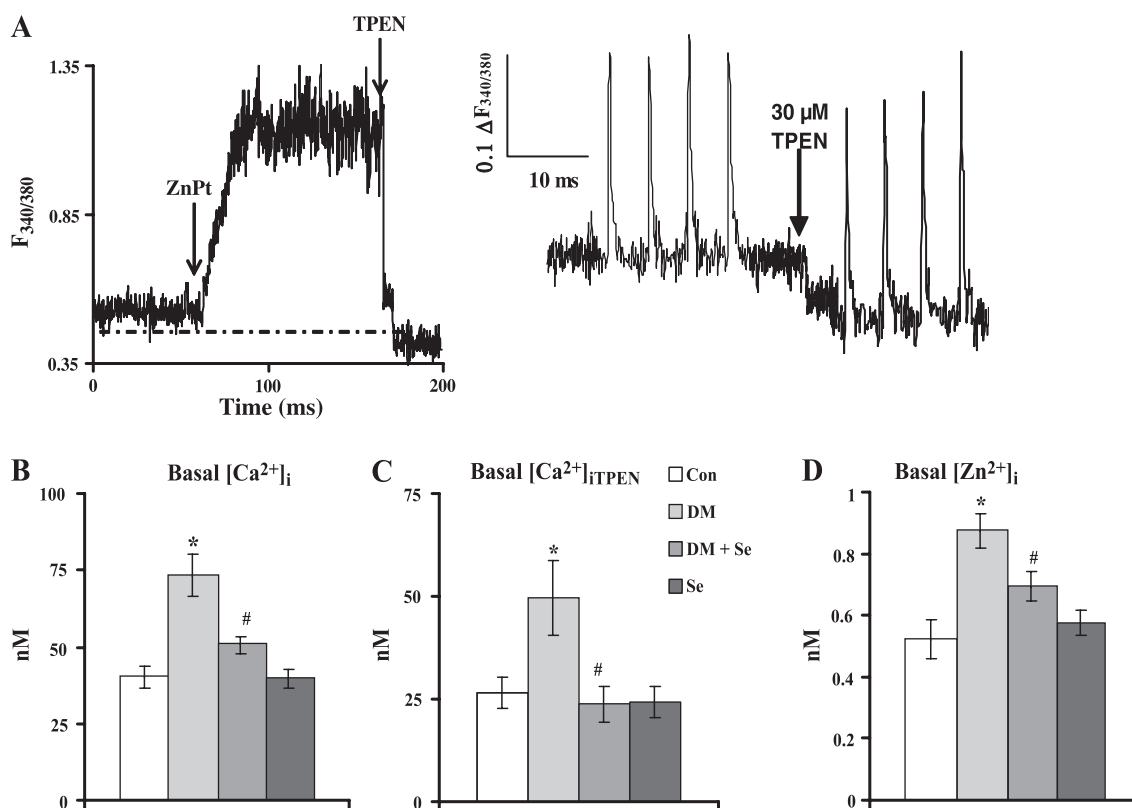 A
TPEN
1.35
ZnPt
0.85
F340/380
0.35
0
100
200
Time (ms)
0.1 ΔF340/380
10 ms
30 µM
TPEN
B
Basal [Ca2+]i
nM
100
75
50
25
0
*
#
C
Basal [Ca2+]iTPEN
nM
75
50
25
0
*
#
Con
DM
DM + Se
Se
D
Basal [Zn2+]i
nM
1
0.8
0.6
0.4
0.2
0
*
#